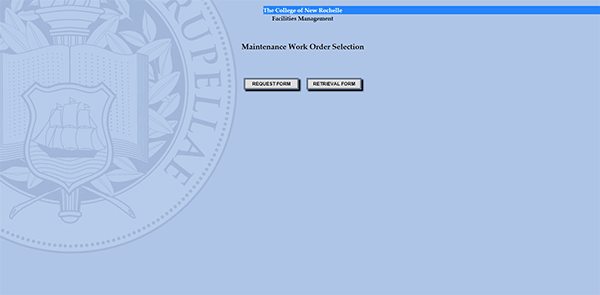 The College of New Rochelle
Facilities Management
Maintenance Work Order Selection
REQUEST FORM
RETRIEVAL FORM
RUPELLAE